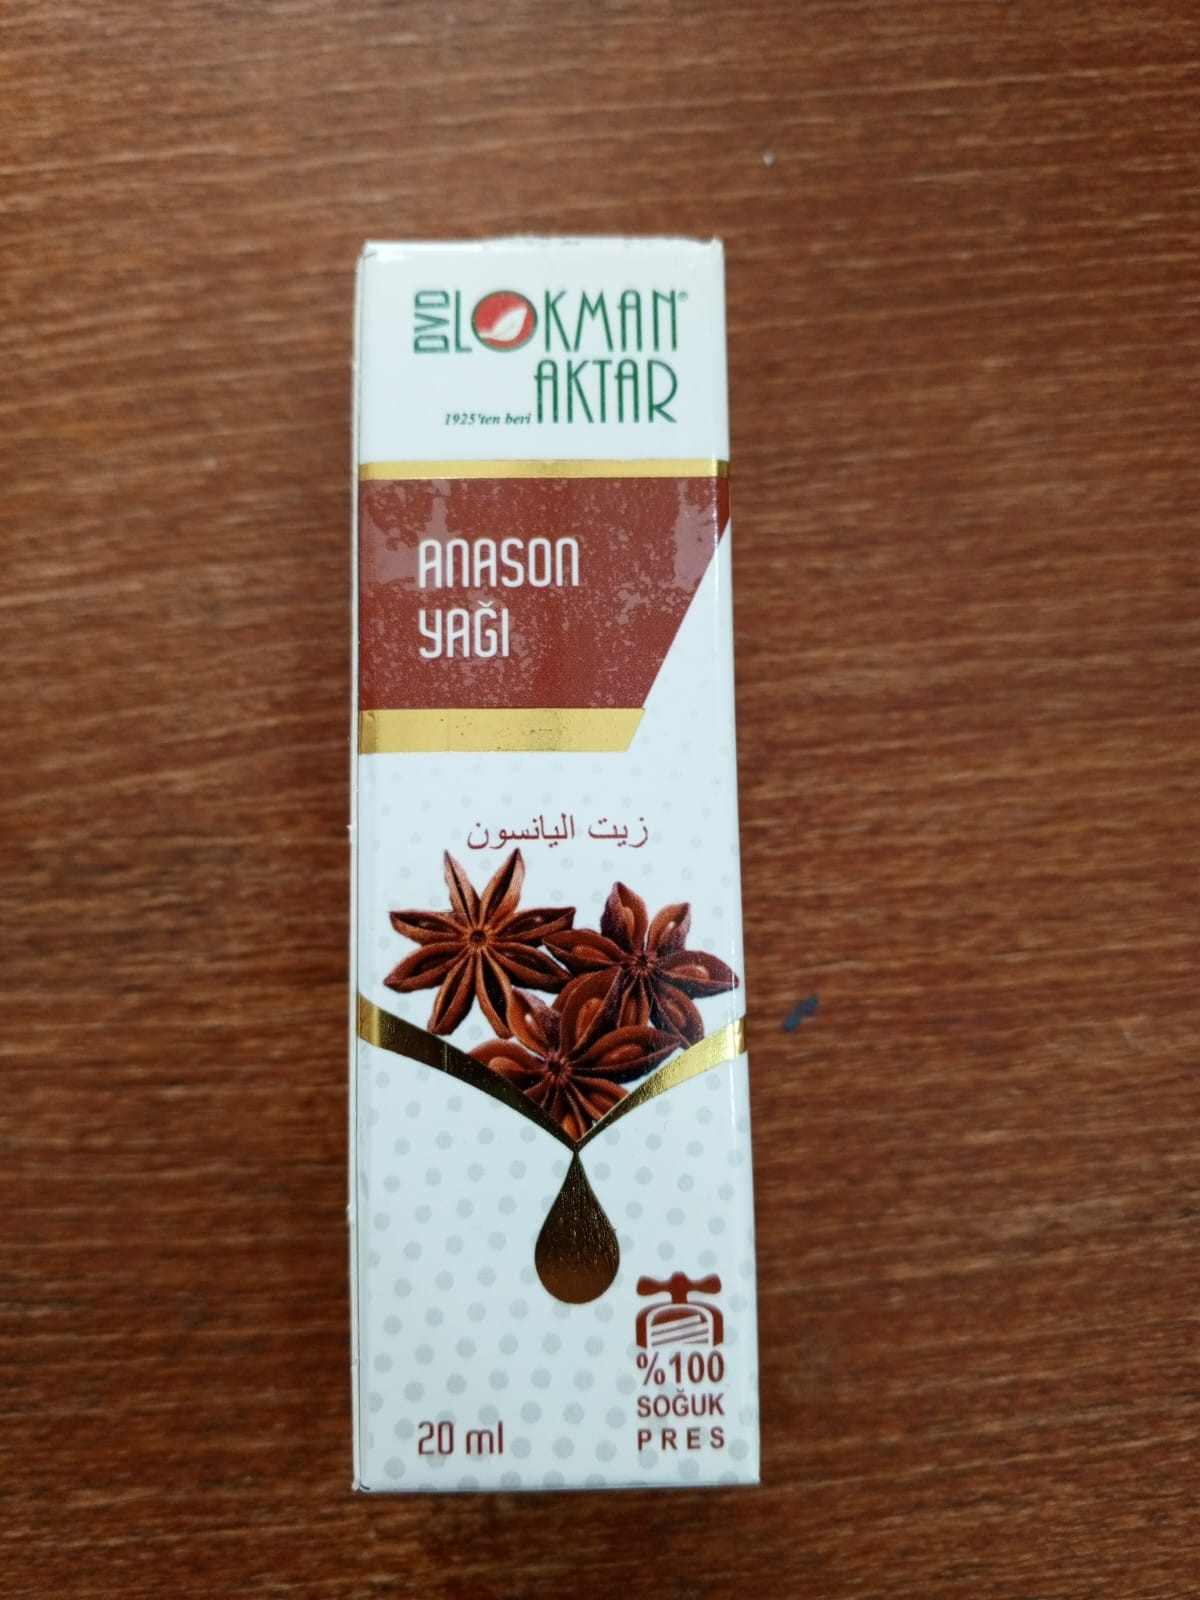 DVD LOKMAN®
AKTAR
1925'ten beri
ANASON
YAĞI
زيت اليانسون
%100
SOĞUK
PRES
20 ml